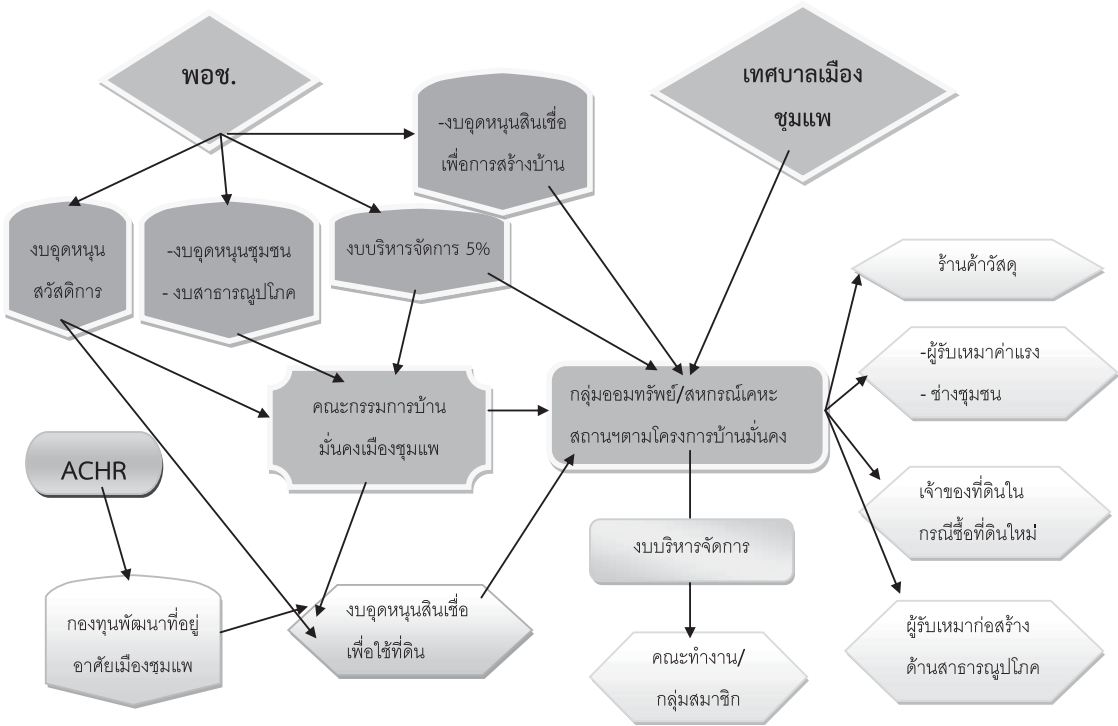 พอช.
เทศบาลเมือง
ชุมแพ
-งบอุดหนุนสินเชื่อ
เพื่อการสร้างบ้าน
งบอุดหนุน
สวัสดิการ
-งบอุดหนุนชุมชน
- งบสาธารณูปโภค
งบบริหารจัดการ 5%
ร้านค้าวัสดุ
-ผู้รับเหมาค่าแรง
- ช่างชุมชน
คณะกรรมการบ้าน
มั่นคงเมืองชุมแพ
กลุ่มออมทรัพย์/สหกรณ์เคหะ
สถานฯตามโครงการบ้านมั่นคง
ACHR
เจ้าของที่ดินใน
กรณีซื้อที่ดินใหม่
งบบริหารจัดการ
กองทุนพัฒนาที่อยู่
อาศัยเมืองชุมแพ
งบอุดหนุนสินเชื่อ
เพื่อใช้ที่ดิน
คณะทำงาน/
กลุ่มสมาชิก
ผู้รับเหมาก่อสร้าง
ด้านสาธารณูปโภค